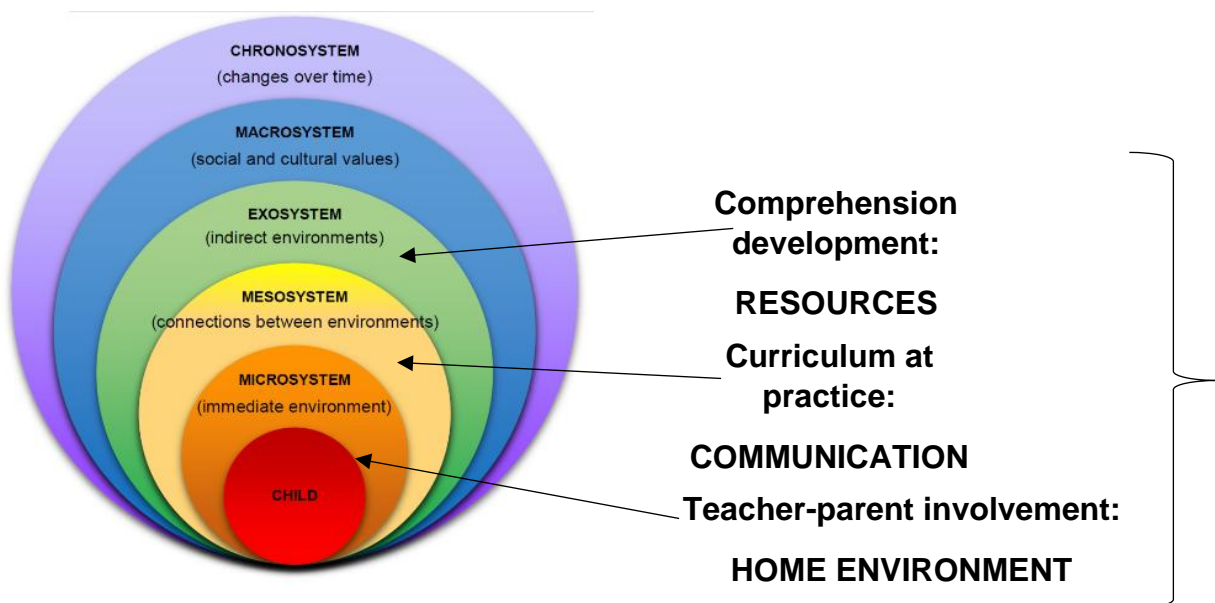 CHRONOSYSTEM
(changes over time)
MACROSYSTEM
(social and cultural values)
EXOSYSTEM
(indirect environments)
MESOSYSTEM
(connections between environments)
MICROSYSTEM
(immediate environment)
CHILD
Comprehension
development:
RESOURCES
Curriculum at
practice:
COMMUNICATION
Teacher-parent involvement:
HOME ENVIRONMENT